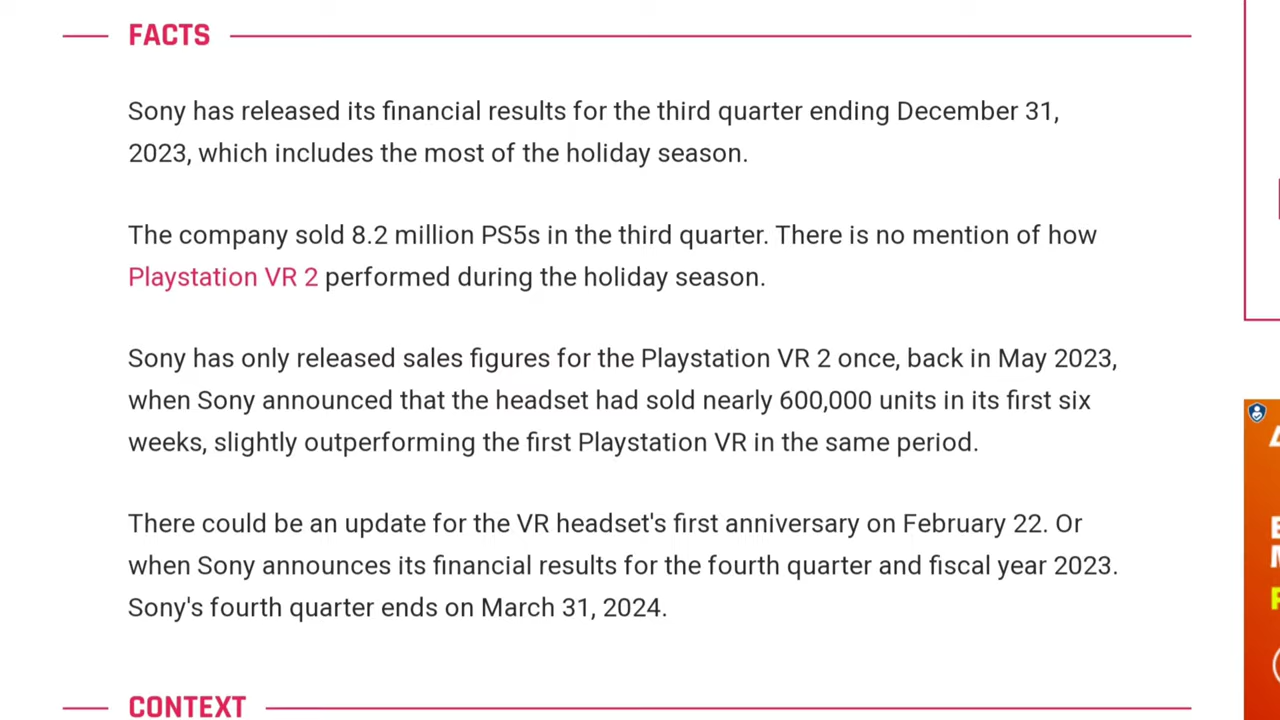 FACTS
Sony has released its financial results for the third quarter ending December 31,
2023, which includes the most of the holiday season.
The company sold 8.2 million PS5s in the third quarter. There is no mention of how
Playstation VR 2 performed during the holiday season.
Sony has only released sales figures for the Playstation VR 2 once, back in May 2023,
when Sony announced that the headset had sold nearly 600,000 units in its first six
weeks, slightly outperforming the first Playstation VR in the same period.
There could be an update for the VR headset's first anniversary on February 22. Or
when Sony announces its financial results for the fourth quarter and fiscal year 2023.
Sony's fourth quarter ends on March 31, 2024.
CONTEXT